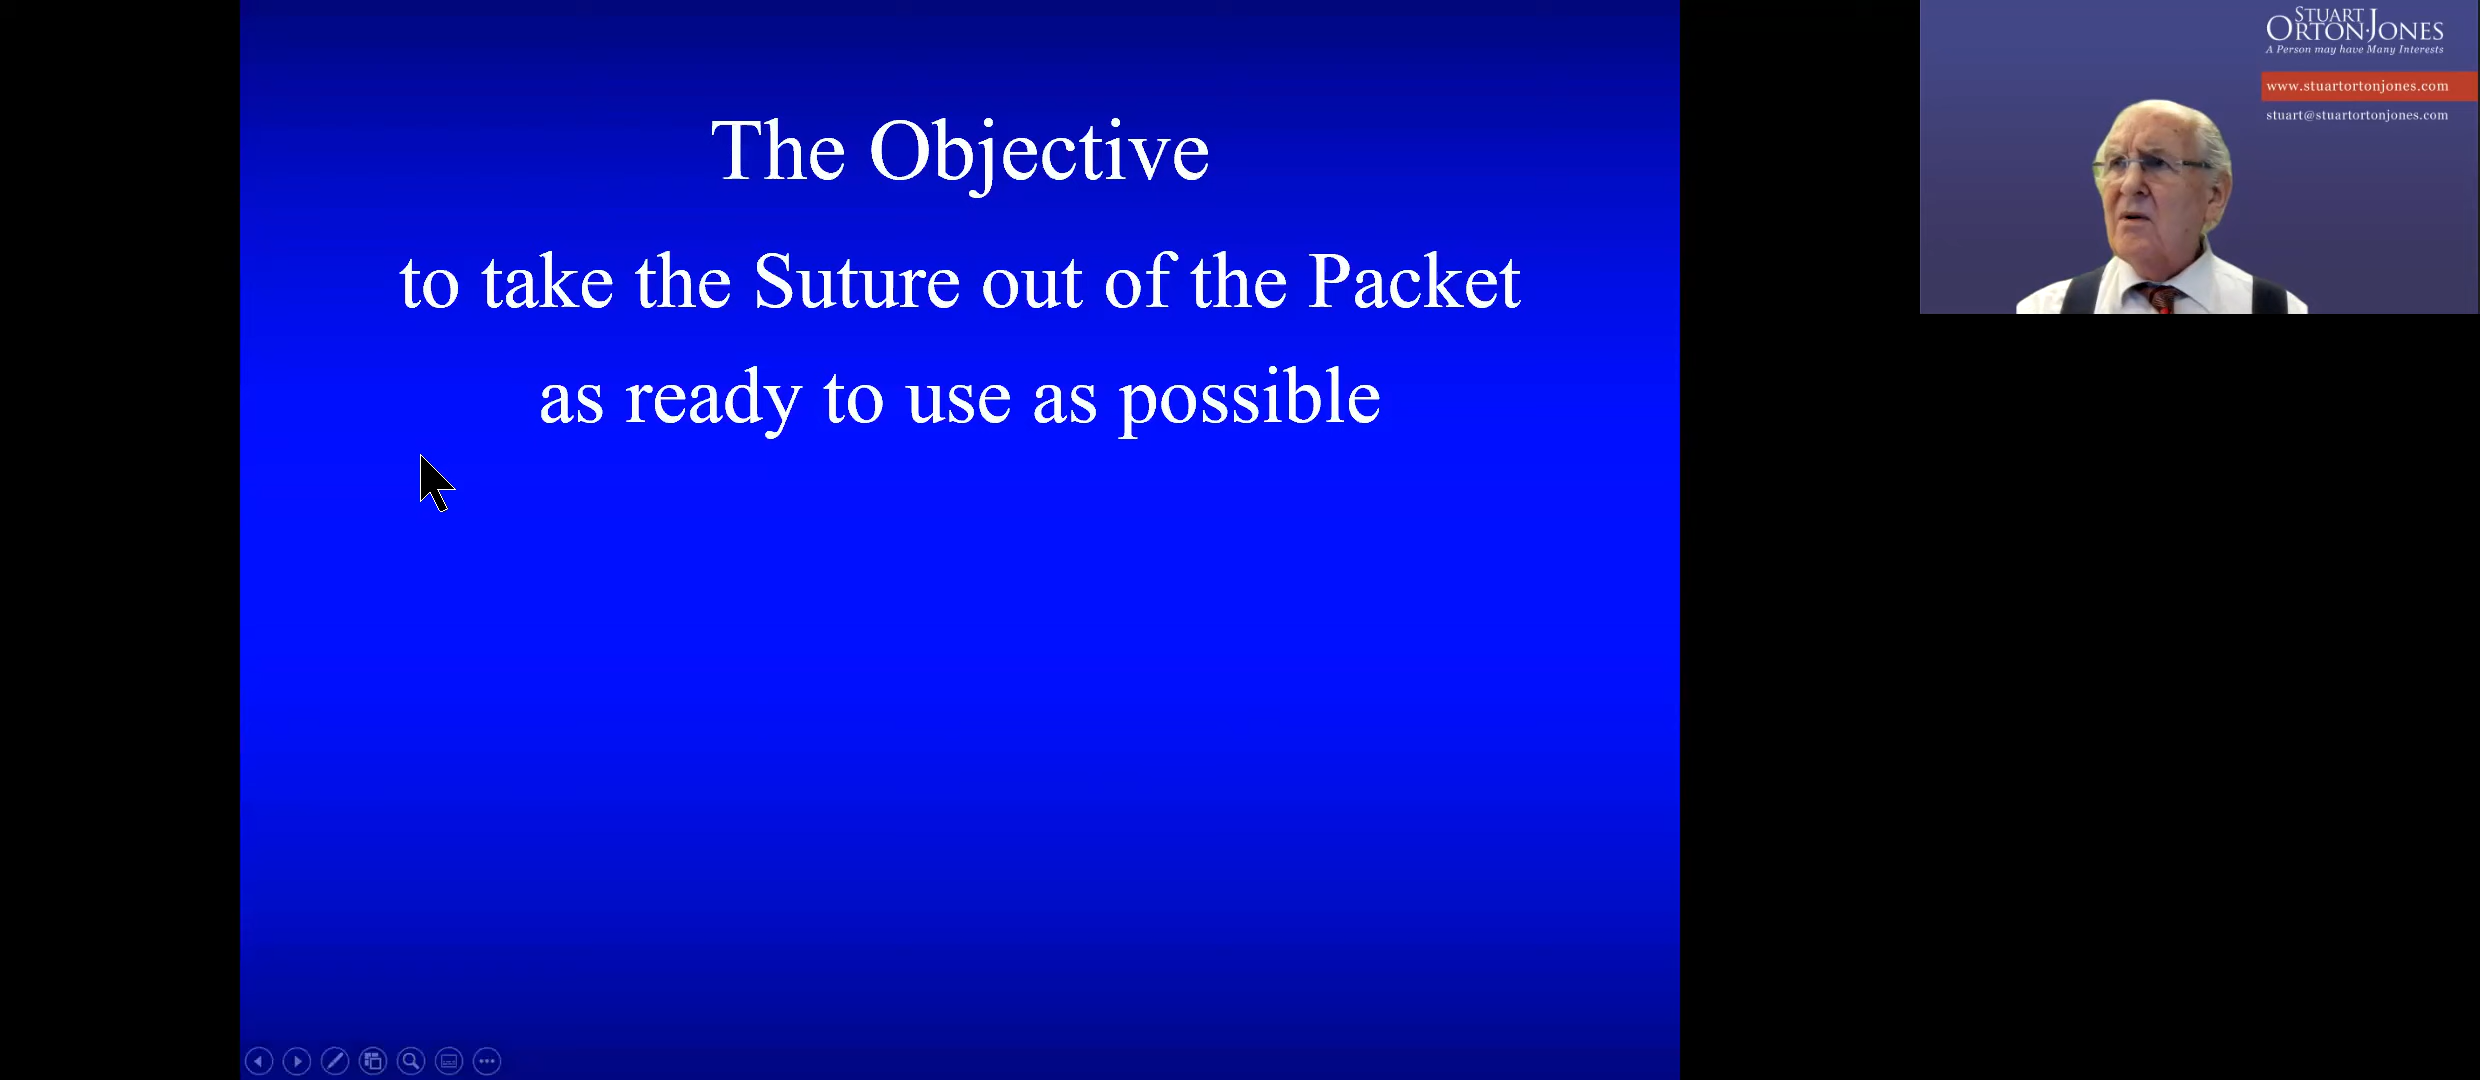 The Objective
to take the Suture out of the Packet
as ready to use as possible
STUART
ORTON-JONES
A Person may have Many Interests
www.stuartortonjones.com
stuart@stuartortonjones.com